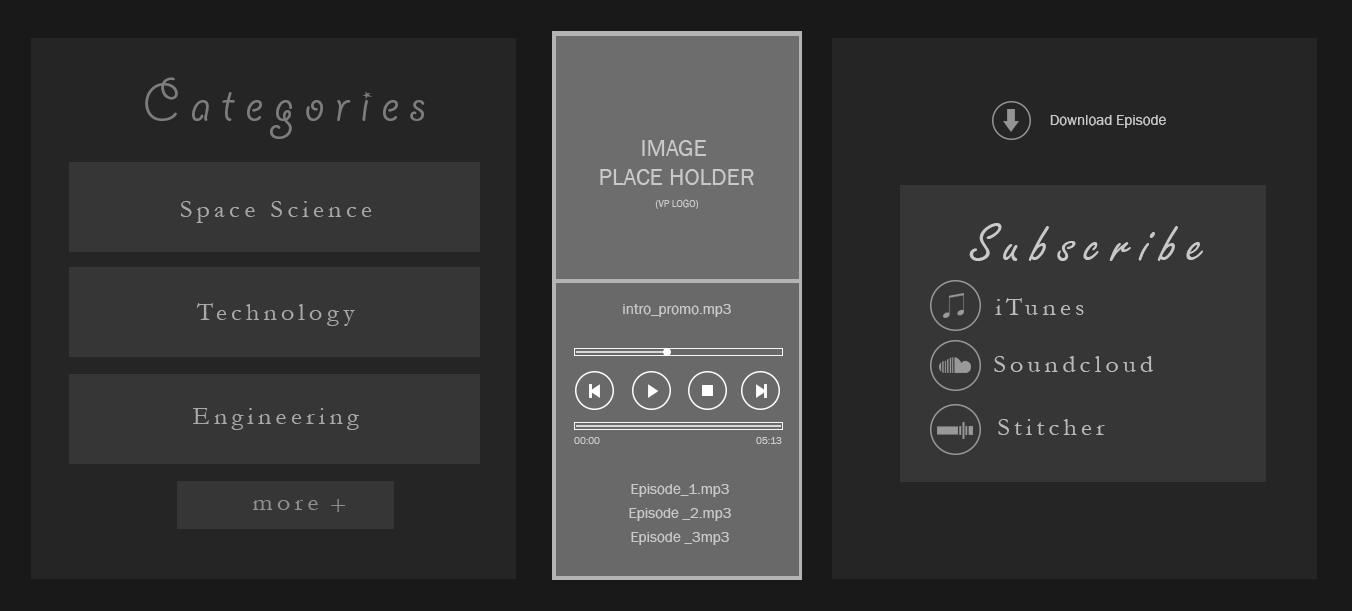 Categories
Space Science
Technology
Engineering
more +
IMAGE
PLACE HOLDER
(VP LOGO)
intro_promo.mp3
00:00 05:13
Episode_1.mp3
Episode _2.mp3
Episode _3mp3
Download Episode
Subscribe
iTunes
Soundcloud
Stitcher